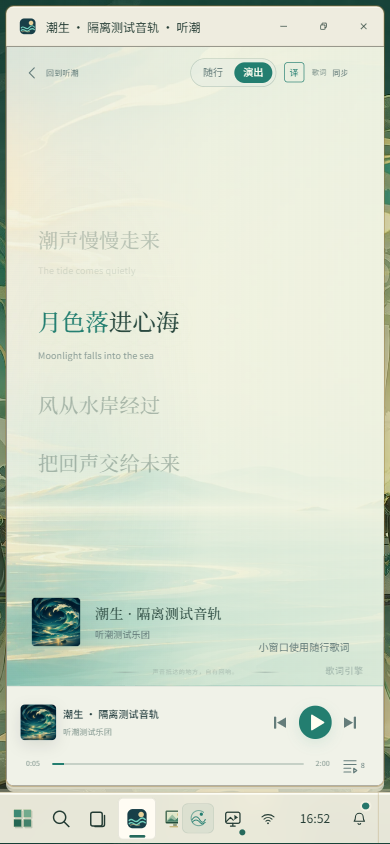 潮生 · 隔离测试音轨 · 听潮
回到听潮
随行 演出 译 歌词 同步
潮声慢慢走来
The tide comes quietly
月色落进心海
Moonlight falls into the sea
风从水岸经过
把回声交给未来
潮生 · 隔离测试音轨
听潮测试乐团
小窗口使用随行歌词
歌词引擎
潮生 · 隔离测试音轨
听潮测试乐团
0:05 2:00 8
16:52